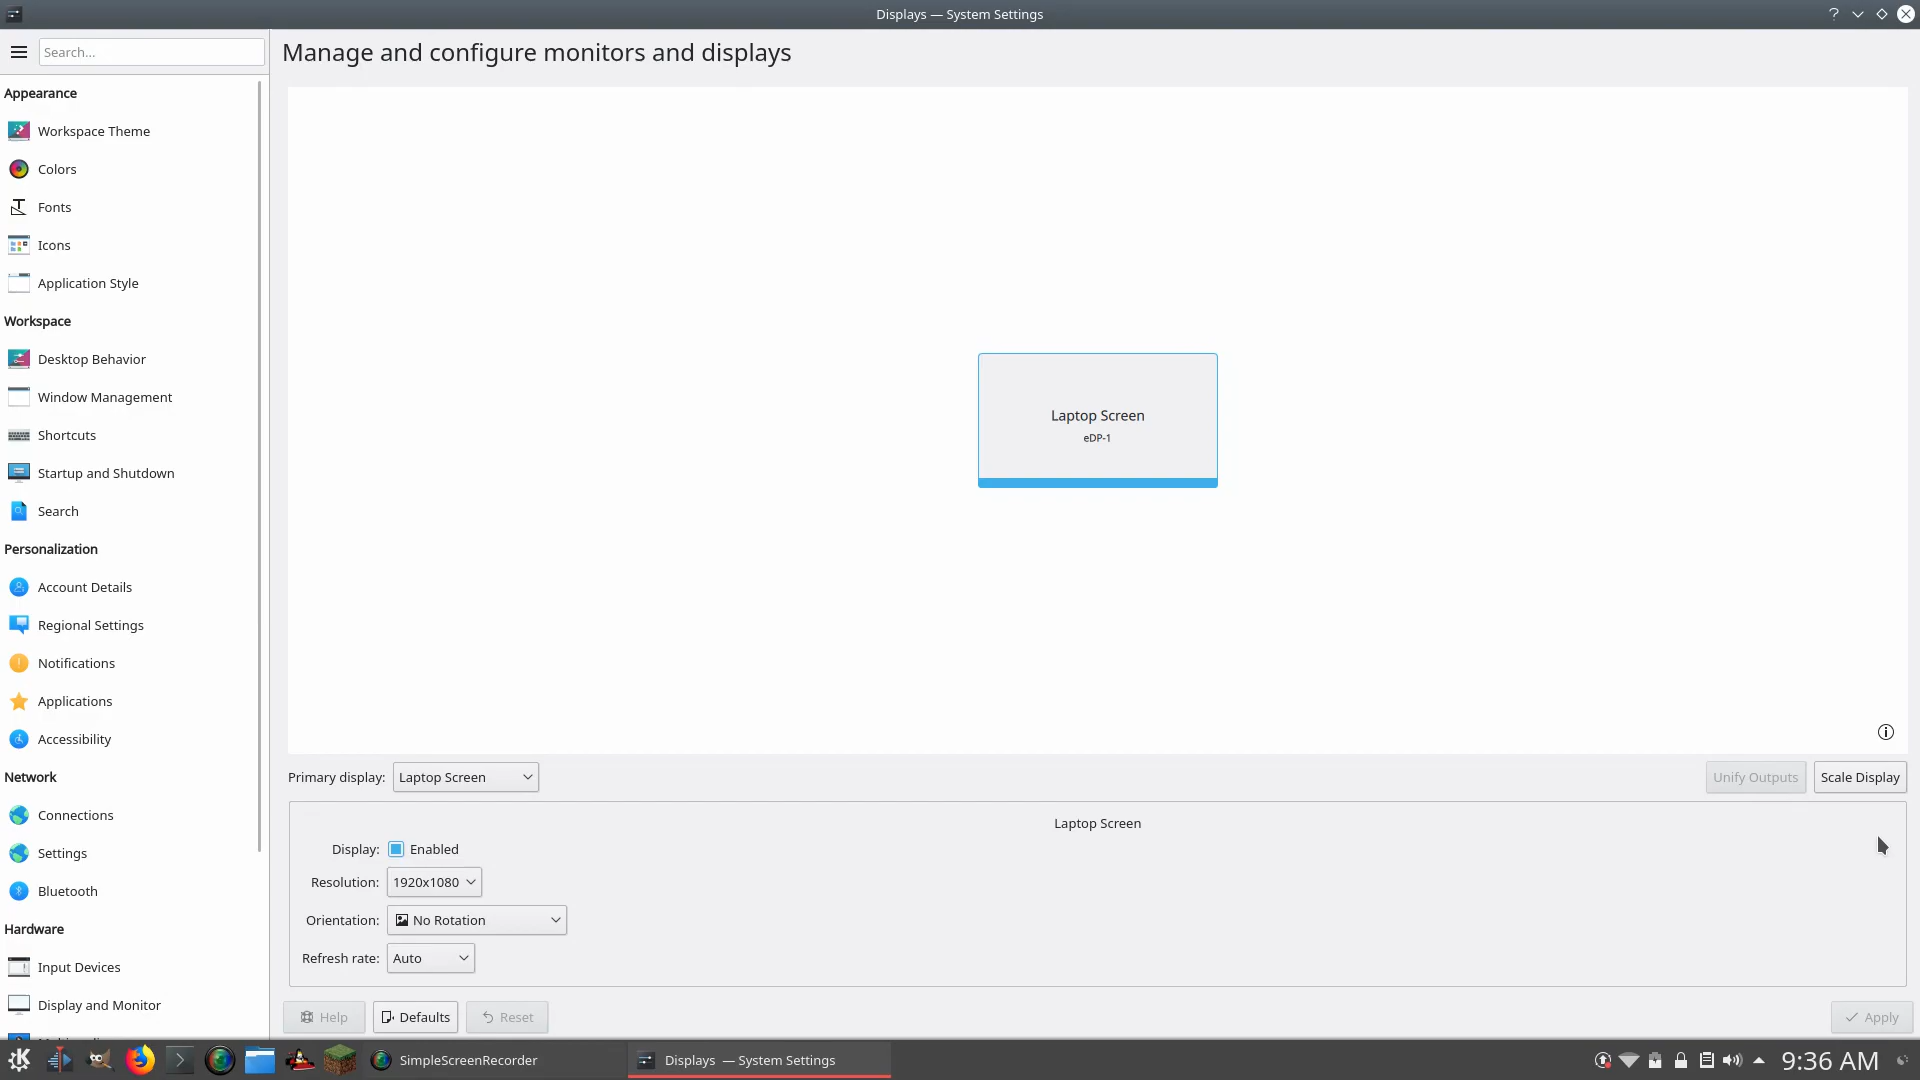 Displays — System Settings
?
Search...
Manage and configure monitors and displays
Appearance
Workspace Theme
Colors
Fonts
Icons
Application Style
Workspace
Desktop Behavior
Window Management
Shortcuts
Startup and Shutdown
Search
Personalization
Account Details
Regional Settings
Notifications
Applications
Accessibility
Network
Connections
Settings
Bluetooth
Hardware
Input Devices
Display and Monitor
Laptop Screen
eDP-1
Primary display: Laptop Screen
Unify Outputs
Scale Display
Laptop Screen
Display: Enabled
Resolution: 1920x1080
Orientation: No Rotation
Refresh rate: Auto
Help
Defaults
Reset
Apply
SimpleScreenRecorder
Displays — System Settings
9:36 AM